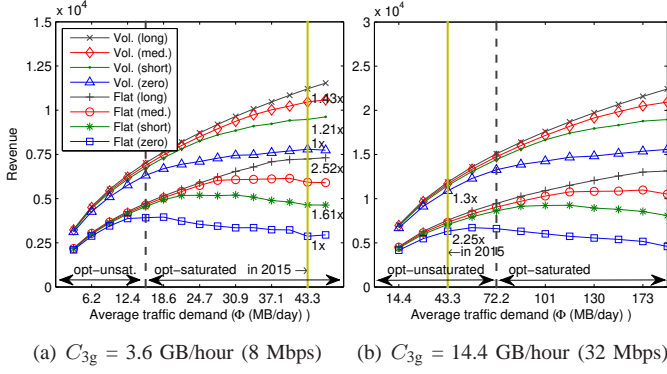 x 10^4
1.5
1.25
1
0.75
0.5
0.25
0
Revenue
Vol. (long)
Vol. (med.)
Vol. (short)
Vol. (zero)
Flat (long)
Flat (med.)
Flat (short)
Flat (zero)
1.43x
1.21x
1x
2.52x
1.61x
1x
opt−unsat.
opt−saturated
in 2015 →
6.2 12.4 18.6 24.7 30.9 37.1 43.3
Average traffic demand (Φ (MB/day) )
(a) C3g = 3.6 GB/hour (8 Mbps)
x 10^4
2.5
2
1.5
1
0.5
0
1.3x
2.25x
←in 2015
opt−unsaturated
opt−saturated
14.4 43.3 72.2 101 130 173
Average traffic demand (Φ (MB/day) )
(b) C3g = 14.4 GB/hour (32 Mbps)